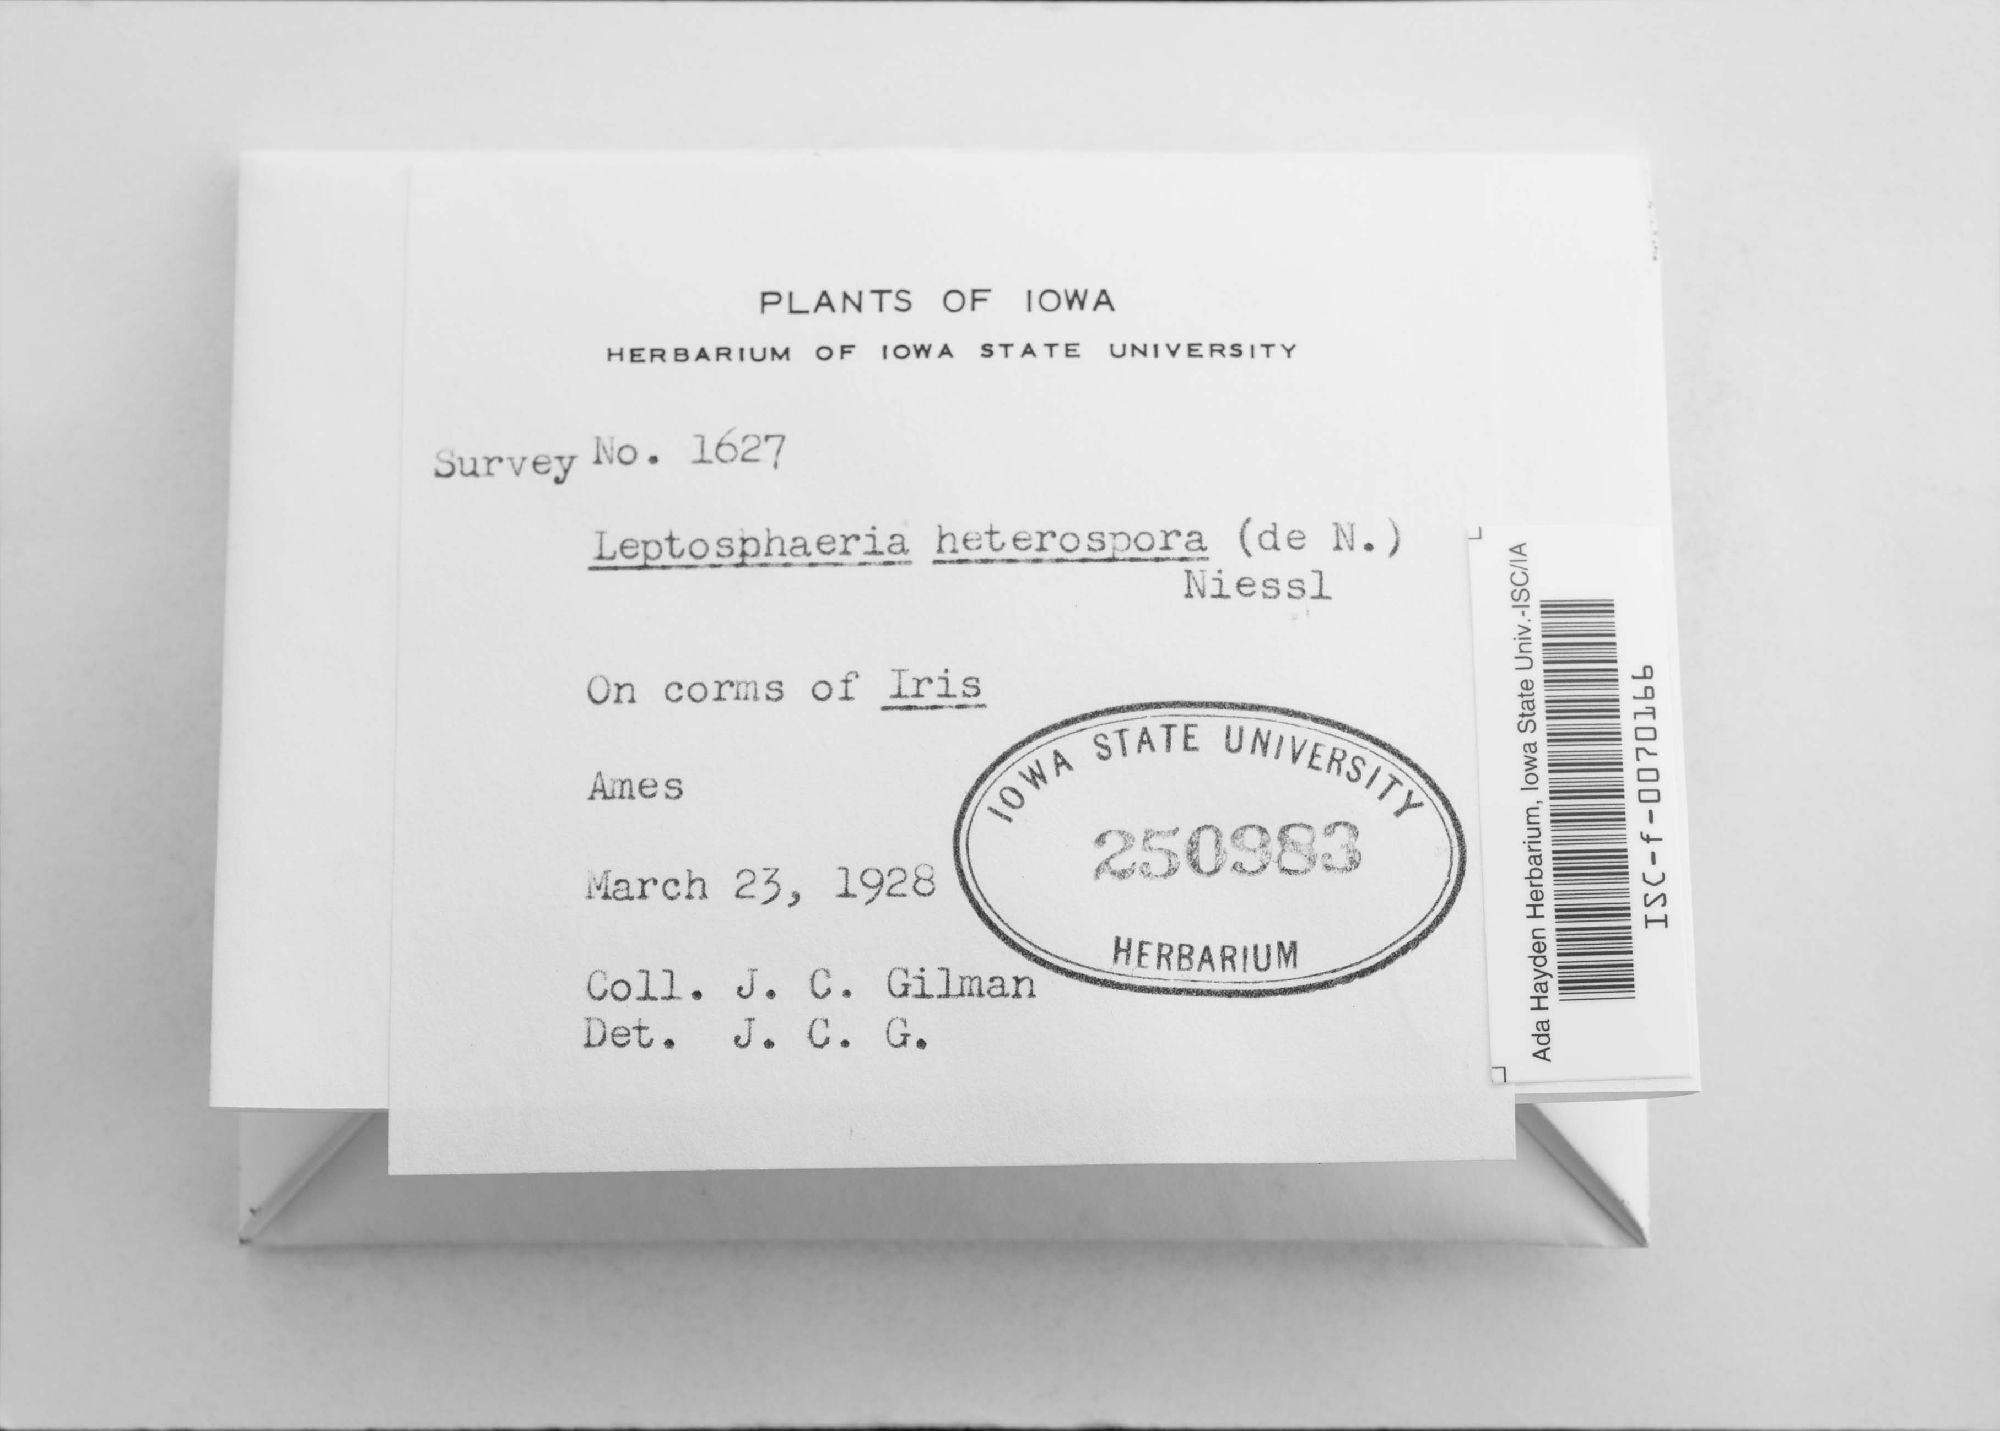 PLANTS OF IOWA
HERBARIUM OF IOWA STATE UNIVERSITY
Survey No. 1627
Leptosphaeria heterospora (de N.)
Niessl
On corms of Iris
Ames
March 23, 1928
Coll. J. C. Gilman
Det. J. C. G.
IOWA STATE UNIVERSITY
250983
HERBARIUM
Ada Hayden Herbarium, Iowa State Univ.-ISC/IA
ISC-f-0070166